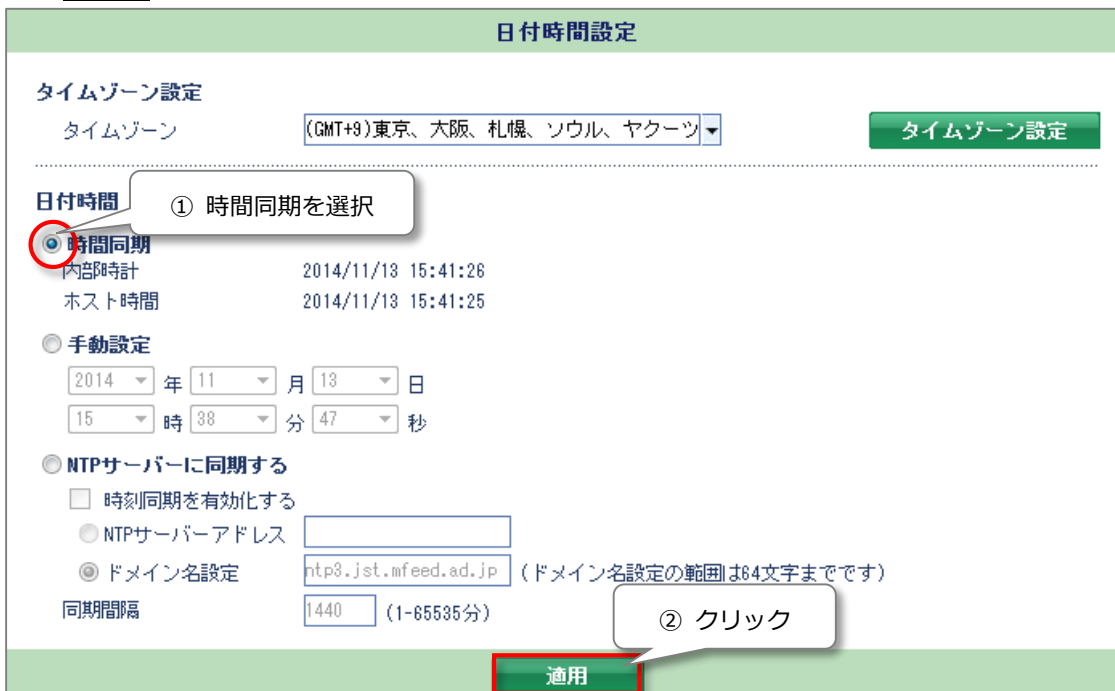 日付時間設定
タイムゾーン設定
タイムゾーン (GMT+9)東京、大阪、札幌、ソウル、ヤクーツ タイムゾーン設定
日付時間
① 時間同期を選択
時間同期
内部時計 2014/11/13 15:41:26
ホスト時間 2014/11/13 15:41:25
手動設定
2014 年 11 月 13 日
15 時 38 分 47 秒
NTPサーバーに同期する
時刻同期を有効化する
NTPサーバーアドレス
ドメイン名設定 ntp3.jst.mfeed.ad.jp (ドメイン名設定の範囲は64文字までです)
同期間隔 1440 (1-65535分)
② クリック
適用